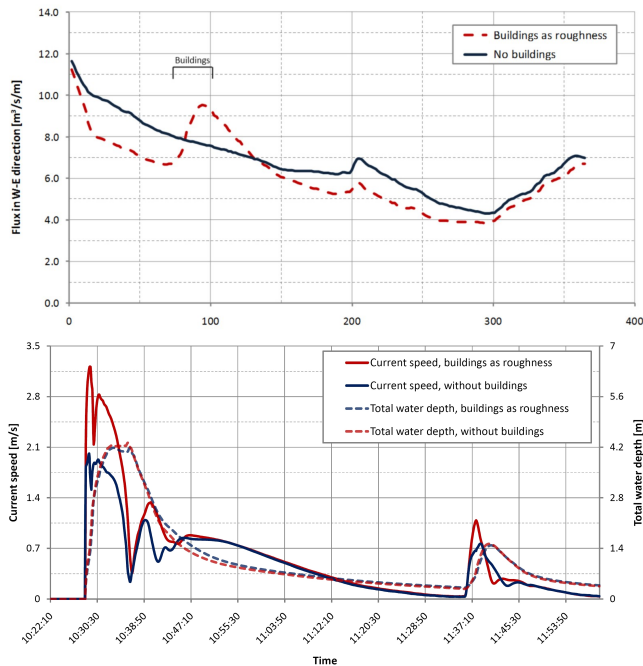 14.0
12.0
10.0
8.0
6.0
4.0
2.0
0.0
Flux in W-E direction [m³/s/m]
Buildings
Buildings as roughness
No buildings
0 100 200 300 400
3.5
2.8
2.1
1.4
0.7
0
Current speed [m/s]
Current speed, buildings as roughness
Current speed, without buildings
Total water depth, buildings as roughness
Total water depth, without buildings
7
5.6
4.2
2.8
1.4
0
Total water depth [m]
10:22:10 10:30:30 10:38:50 10:47:10 10:55:30 11:03:50 11:12:10 11:20:30 11:28:50 11:37:10 11:45:30 11:53:50
Time